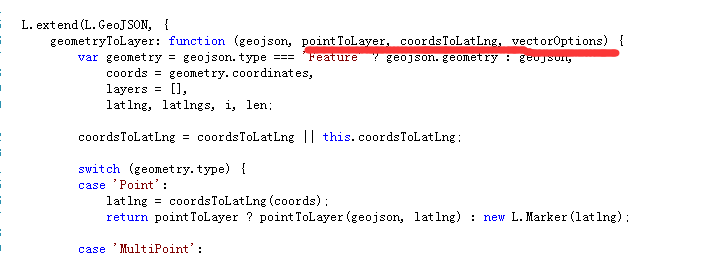 L.extend(L.GeoJSON, {
geometryToLayer: function (geojson, pointToLayer, coordsToLatLng, vectorOptions) {
var geometry = geojson.type === 'Feature' ? geojson.geometry : geojson,
coords = geometry.coordinates,
layers = [],
latlng, latlngs, i, len;
coordsToLatLng = coordsToLatLng || this.coordsToLatLng;
switch (geometry.type) {
case 'Point':
latlng = coordsToLatLng(coords);
return pointToLayer ? pointToLayer(geojson, latlng) : new L.Marker(latlng);
case 'MultiPoint':